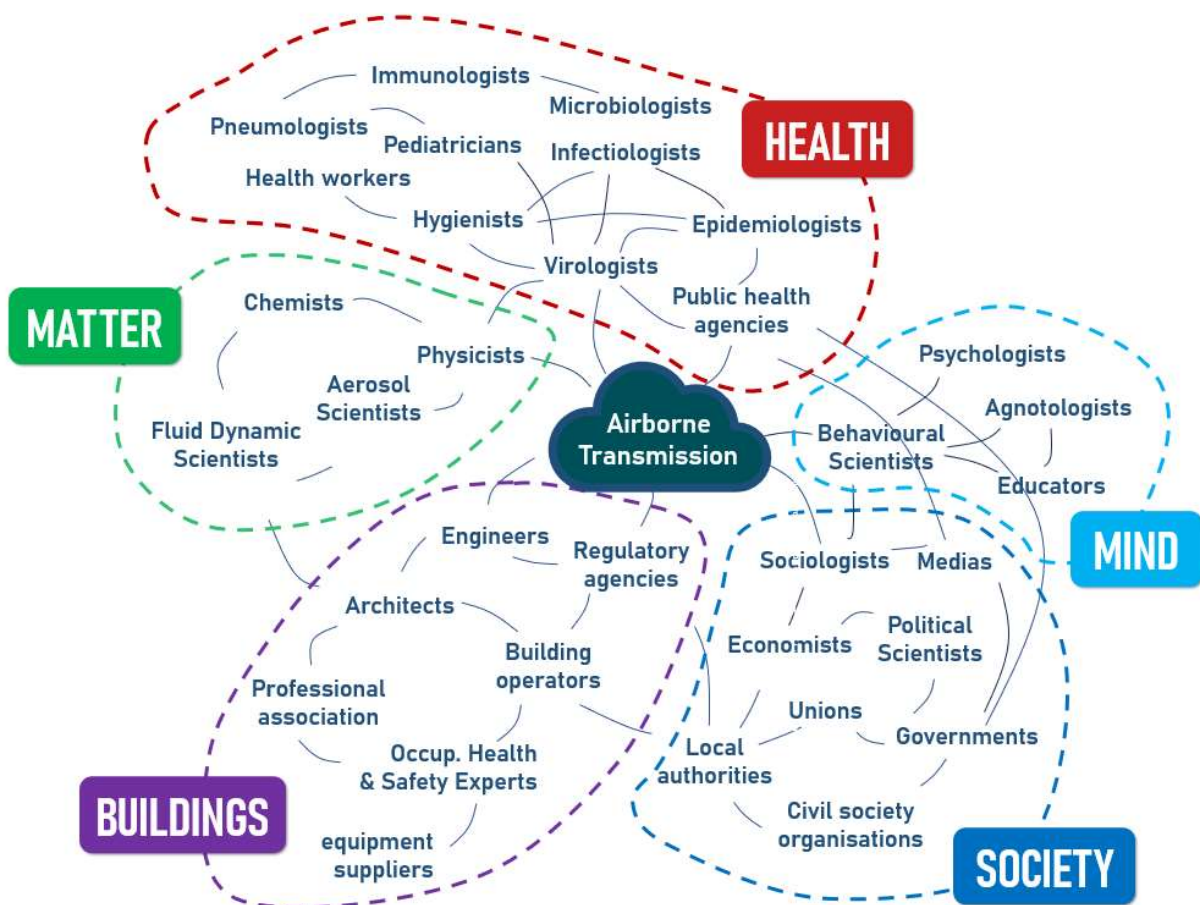 Immunologists
Microbiologists
Pneumologists
Pediatricians
Infectiologists
Health workers
Hygienists
Epidemiologists
Virologists
Public health
agencies
HEALTH
MATTER
Chemists
Physicists
Aerosol
Scientists
Fluid Dynamic
Scientists
Airborne
Transmission
Psychologists
Agnotologists
Behavioural
Scientists
Educators
MIND
Engineers
Regulatory
agencies
Architects
Building
operators
Professional
association
Occup. Health
& Safety Experts
equipment
suppliers
BUILDINGS
Sociologists
Medias
Economists
Political
Scientists
Unions
Governments
Local
authorities
Civil society
organisations
SOCIETY